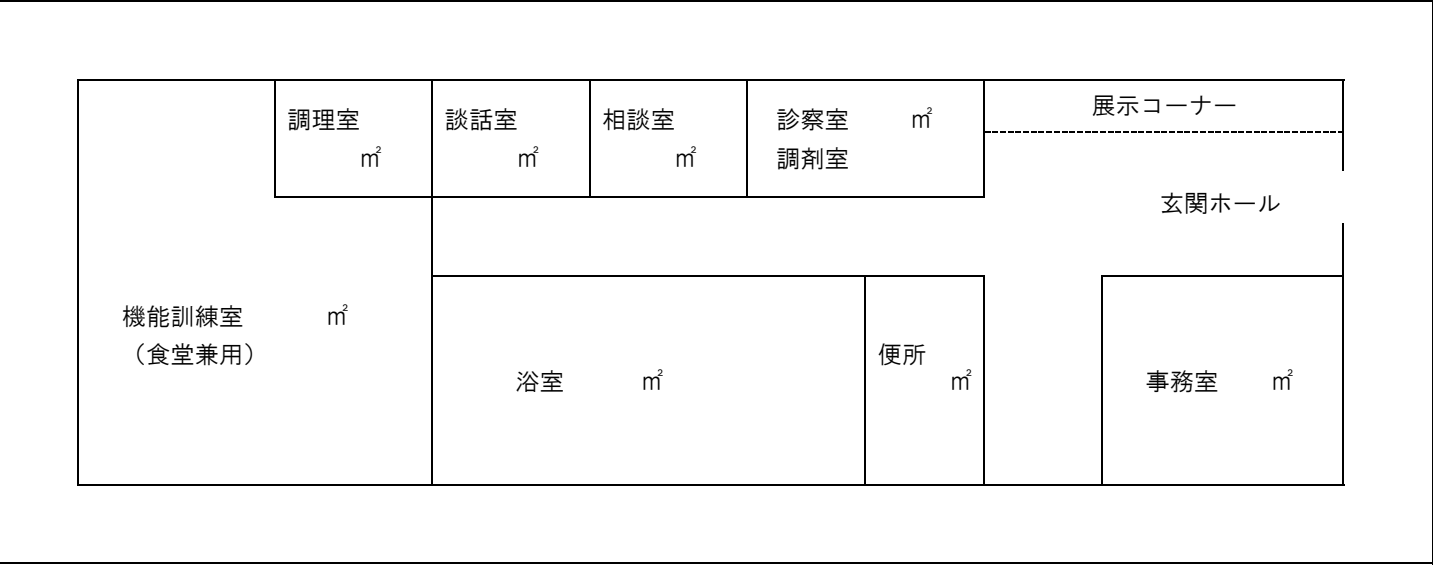 展示コーナー
調理室
㎡
談話室
㎡
相談室
㎡
診察室 ㎡
調剤室
玄関ホール
機能訓練室 ㎡
（食堂兼用）
浴室 ㎡
便所
㎡
事務室 ㎡